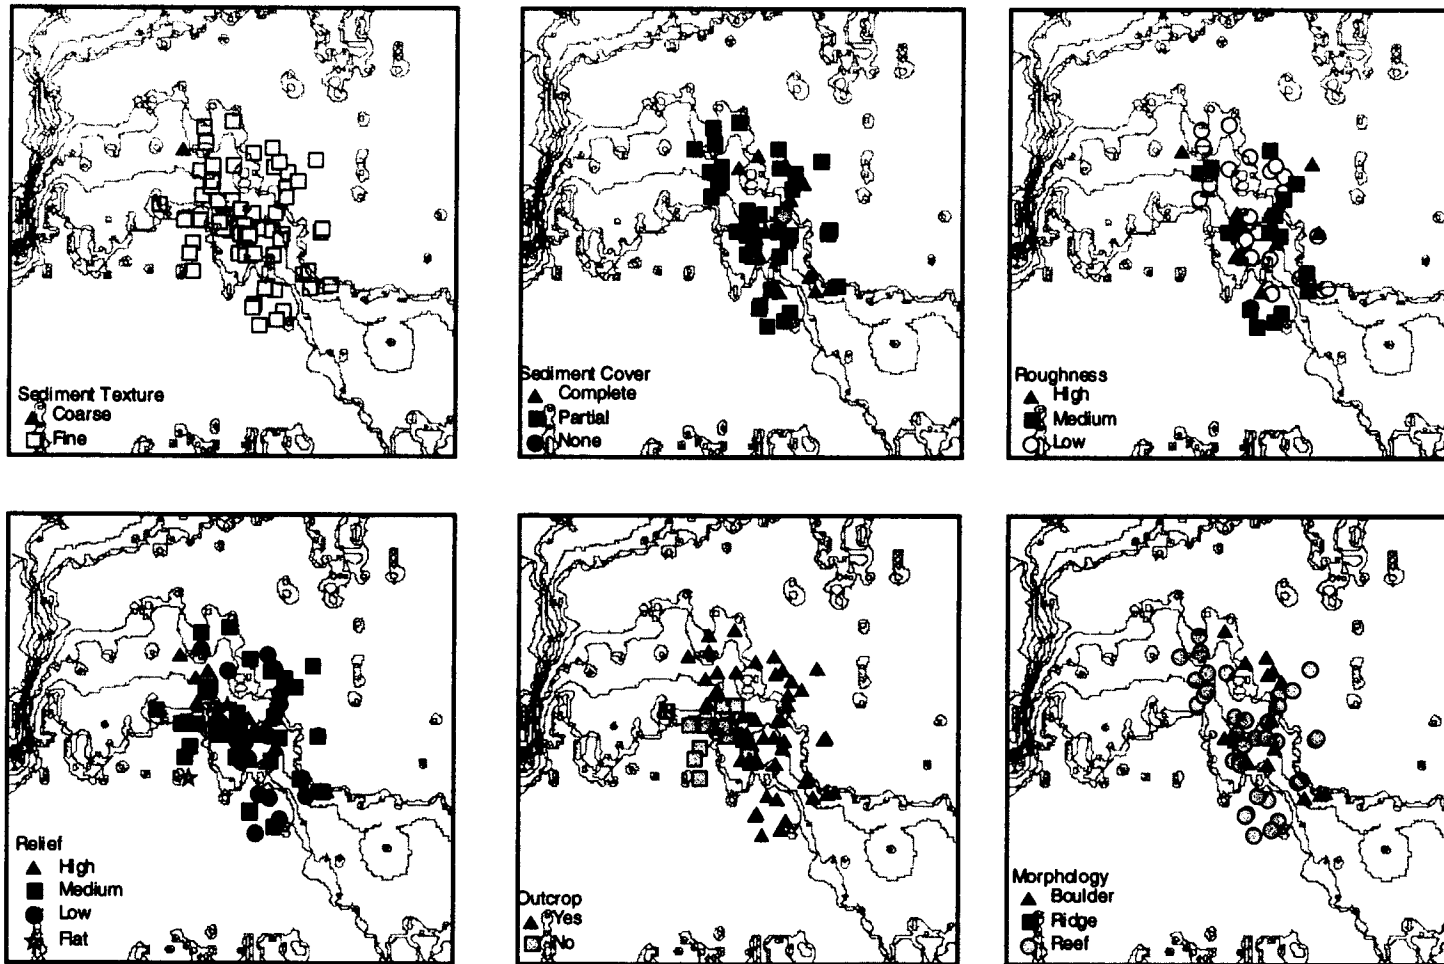 Sediment Texture
Coarse
Fine
Sediment Cover
Complete
Partial
None
Roughness
High
Medium
Low
Relief
High
Medium
Low
Flat
Outcrop
Yes
No
Morphology
Boulder
Ridge
Reef